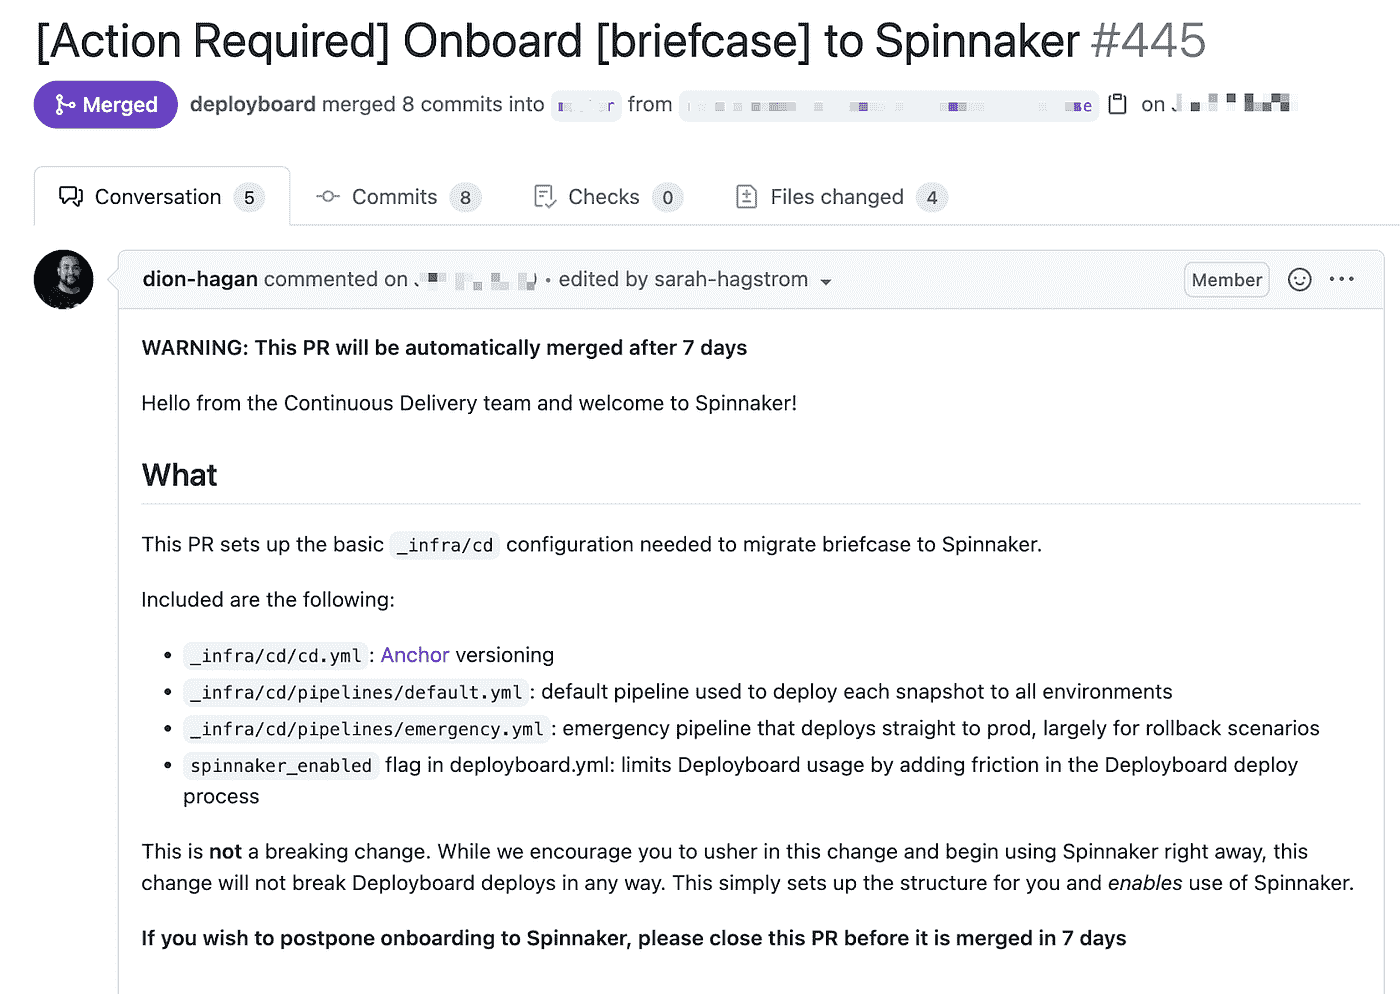 [Action Required] Onboard [briefcase] to Spinnaker #445
Merged deployboard merged 8 commits into from on
Conversation 5 Commits 8 Checks 0 Files changed 4
dion-hagan commented on • edited by sarah-hagstrom Member
WARNING: This PR will be automatically merged after 7 days
Hello from the Continuous Delivery team and welcome to Spinnaker!
What
This PR sets up the basic _infra/cd configuration needed to migrate briefcase to Spinnaker.
Included are the following:
• _infra/cd/cd.yml: Anchor versioning
• _infra/cd/pipelines/default.yml: default pipeline used to deploy each snapshot to all environments
• _infra/cd/pipelines/emergency.yml: emergency pipeline that deploys straight to prod, largely for rollback scenarios
• spinnaker_enabled flag in deployboard.yml: limits Deployboard usage by adding friction in the Deployboard deploy
process
This is not a breaking change. While we encourage you to usher in this change and begin using Spinnaker right away, this
change will not break Deployboard deploys in any way. This simply sets up the structure for you and enables use of Spinnaker.
If you wish to postpone onboarding to Spinnaker, please close this PR before it is merged in 7 days